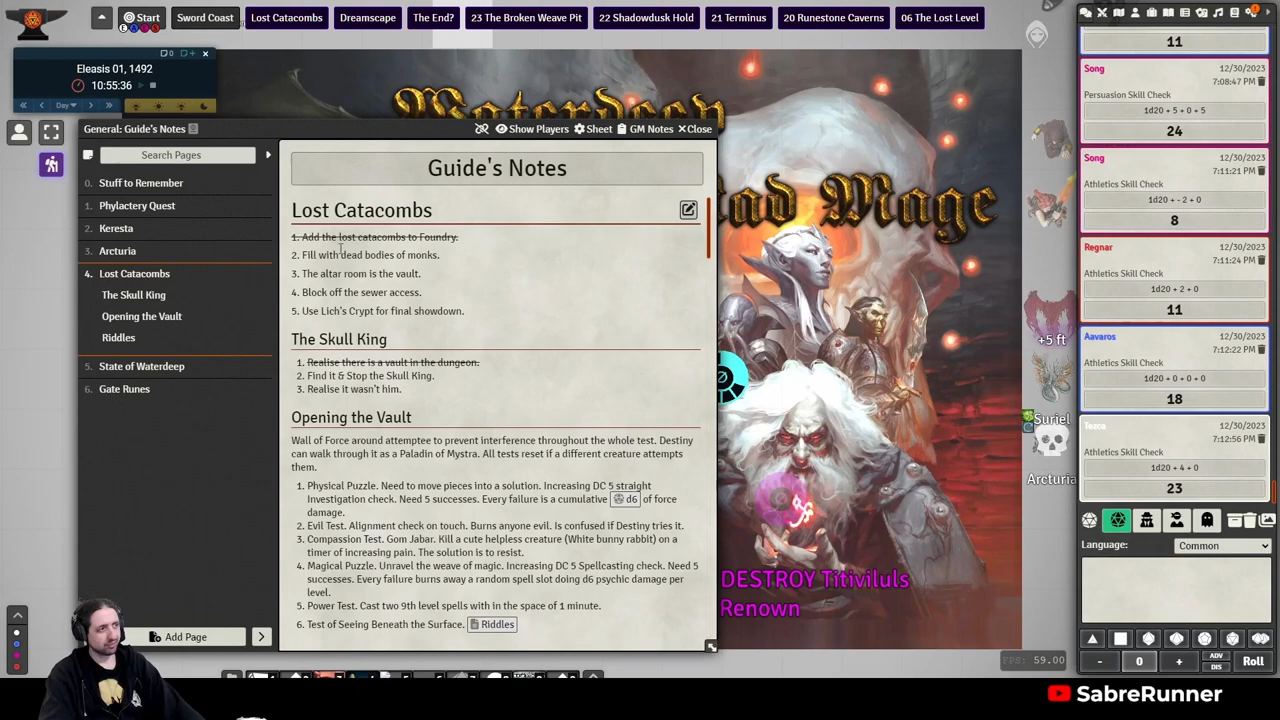 Start
Sword Coast
Lost Catacombs
Dreamscape
The End?
23 The Broken Weave Pit
22 Shadowdusk Hold
21 Terminus
20 Runestone Caverns
06 The Lost Level
Eleasis 01, 1492
10:55:36
Day
Waterdeep
ad Mage
General: Guide's Notes
Show Players
Sheet
GM Notes
Close
Search Pages
0. Stuff to Remember
1. Phylactery Quest
2. Keresta
3. Arcturia
4. Lost Catacombs
The Skull King
Opening the Vault
Riddles
5. State of Waterdeep
6. Gate Runes
Add Page
Guide's Notes
Lost Catacombs
1. Add the lost catacombs to Foundry.
2. Fill with dead bodies of monks.
3. The altar room is the vault.
4. Block off the sewer access.
5. Use Lich's Crypt for final showdown.
The Skull King
1. Realise there is a vault in the dungeon.
2. Find it & Stop the Skull King.
3. Realise it wasn't him.
Opening the Vault
Wall of Force around attemptee to prevent interference throughout the whole test. Destiny
can walk through it as a Paladin of Mystra. All tests reset if a different creature attempts
them.
1. Physical Puzzle. Need to move pieces into a solution. Increasing DC 5 straight
Investigation check. Need 5 successes. Every failure is a cumulative d6 of force
damage.
2. Evil Test. Alignment check on touch. Burns anyone evil. Is confused if Destiny tries it.
3. Compassion Test. Gom Jabar. Kill a cute helpless creature (White bunny rabbit) on a
timer of increasing pain. The solution is to resist.
4. Magical Puzzle. Unravel the weave of magic. Increasing DC 5 Spellcasting check. Need 5
successes. Every failure burns away a random spell slot doing d6 psychic damage per
level.
5. Power Test. Cast two 9th level spells with in the space of 1 minute.
6. Test of Seeing Beneath the Surface. Riddles
DESTROY Titiviluls
Renown
+5 ft
Suriel
Arcturia
FPS: 59.00
11
Song
12/30/2023
7:08:47 PM
Persuasion Skill Check
1d20 + 5 + 0 + 5
24
Song
12/30/2023
7:11:21 PM
Athletics Skill Check
1d20 + - 2 + 0
8
Regnar
12/30/2023
7:11:24 PM
Athletics Skill Check
1d20 + 2 + 0
11
Aavaros
12/30/2023
7:12:22 PM
Athletics Skill Check
1d20 + 0 + 0 + 0
18
Tezca
12/30/2023
7:12:56 PM
Athletics Skill Check
1d20 + 4 + 0
23
Language:
Common
- 0 +
ADV
DIS
Roll
SabreRunner